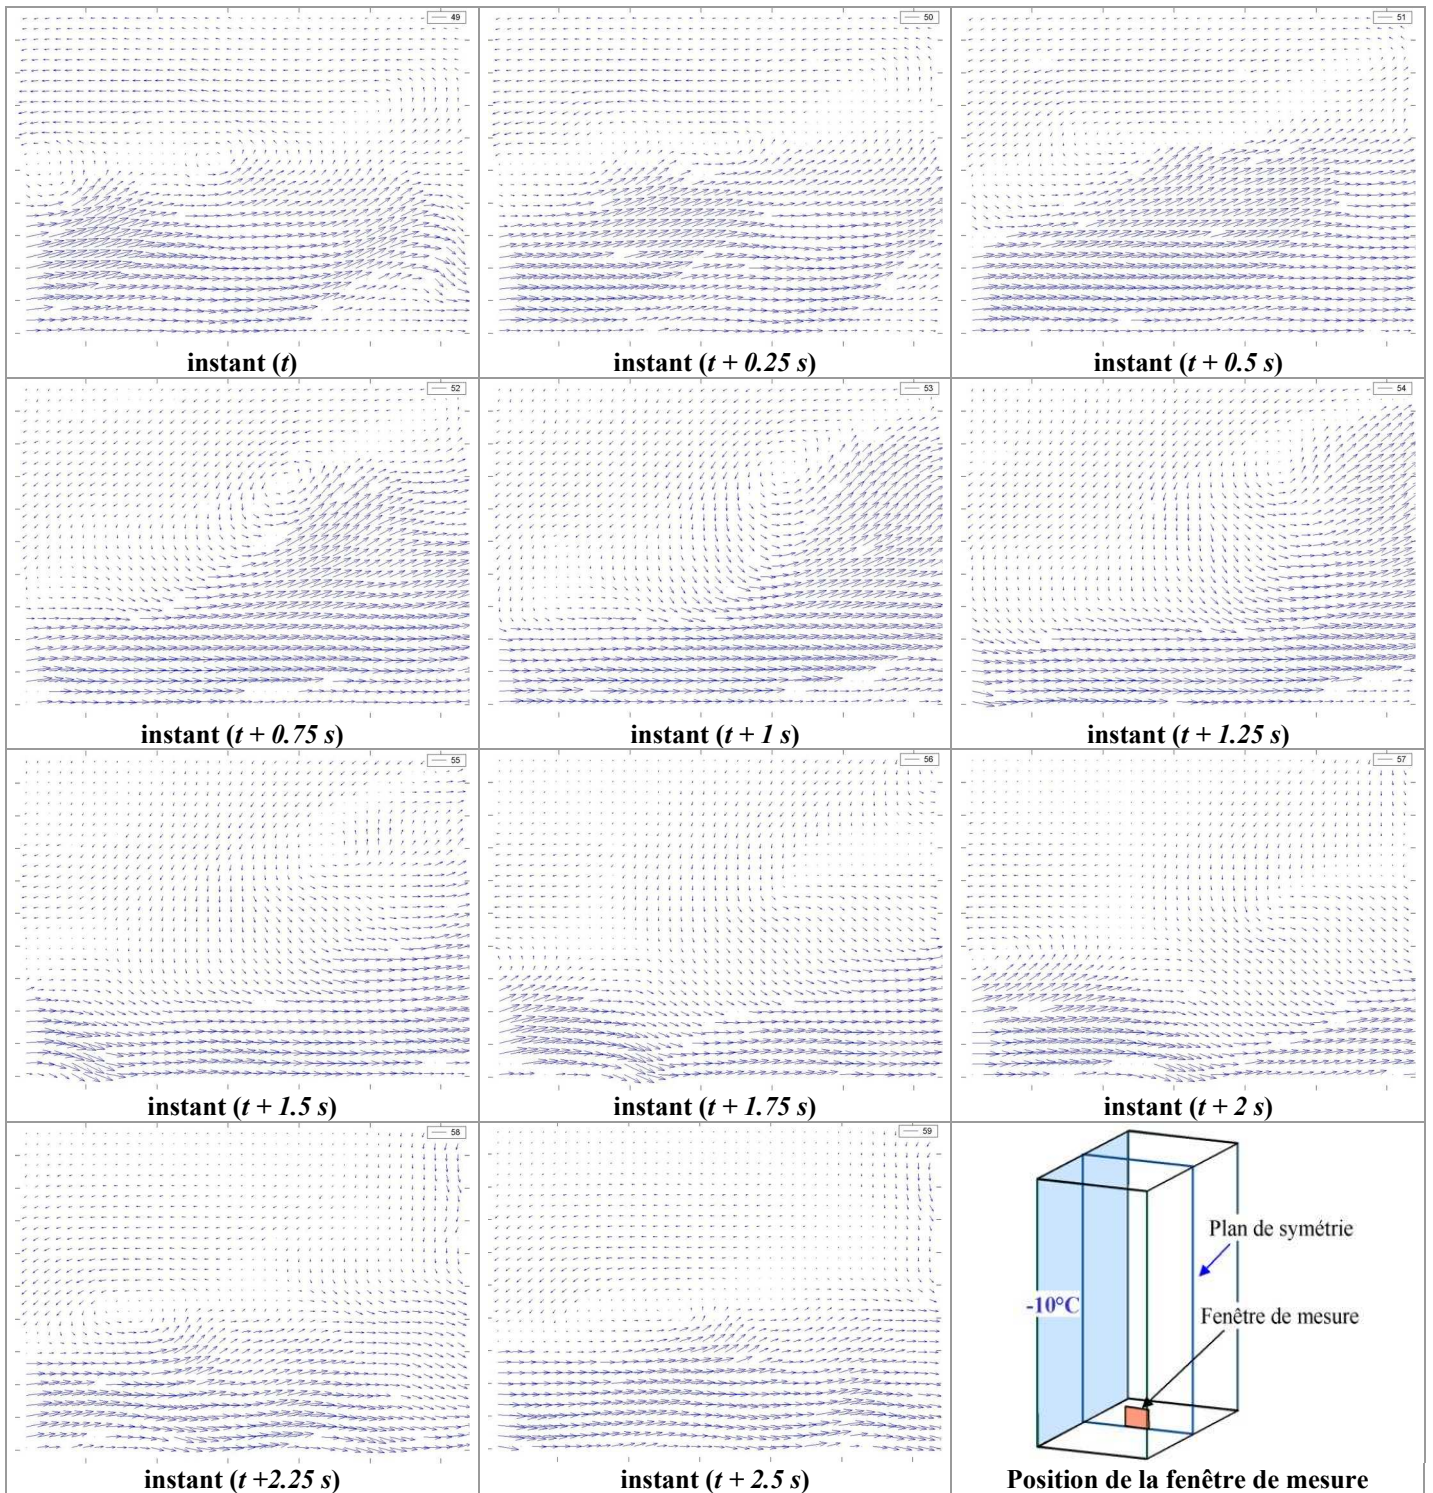 49
50
51
instant (t)
instant (t + 0.25 s)
instant (t + 0.5 s)
52
53
54
instant (t + 0.75 s)
instant (t + 1 s)
instant (t + 1.25 s)
55
56
57
instant (t + 1.5 s)
instant (t + 1.75 s)
instant (t + 2 s)
58
59
Plan de symétrie
-10°C
Fenêtre de mesure
instant (t +2.25 s)
instant (t + 2.5 s)
Position de la fenêtre de mesure